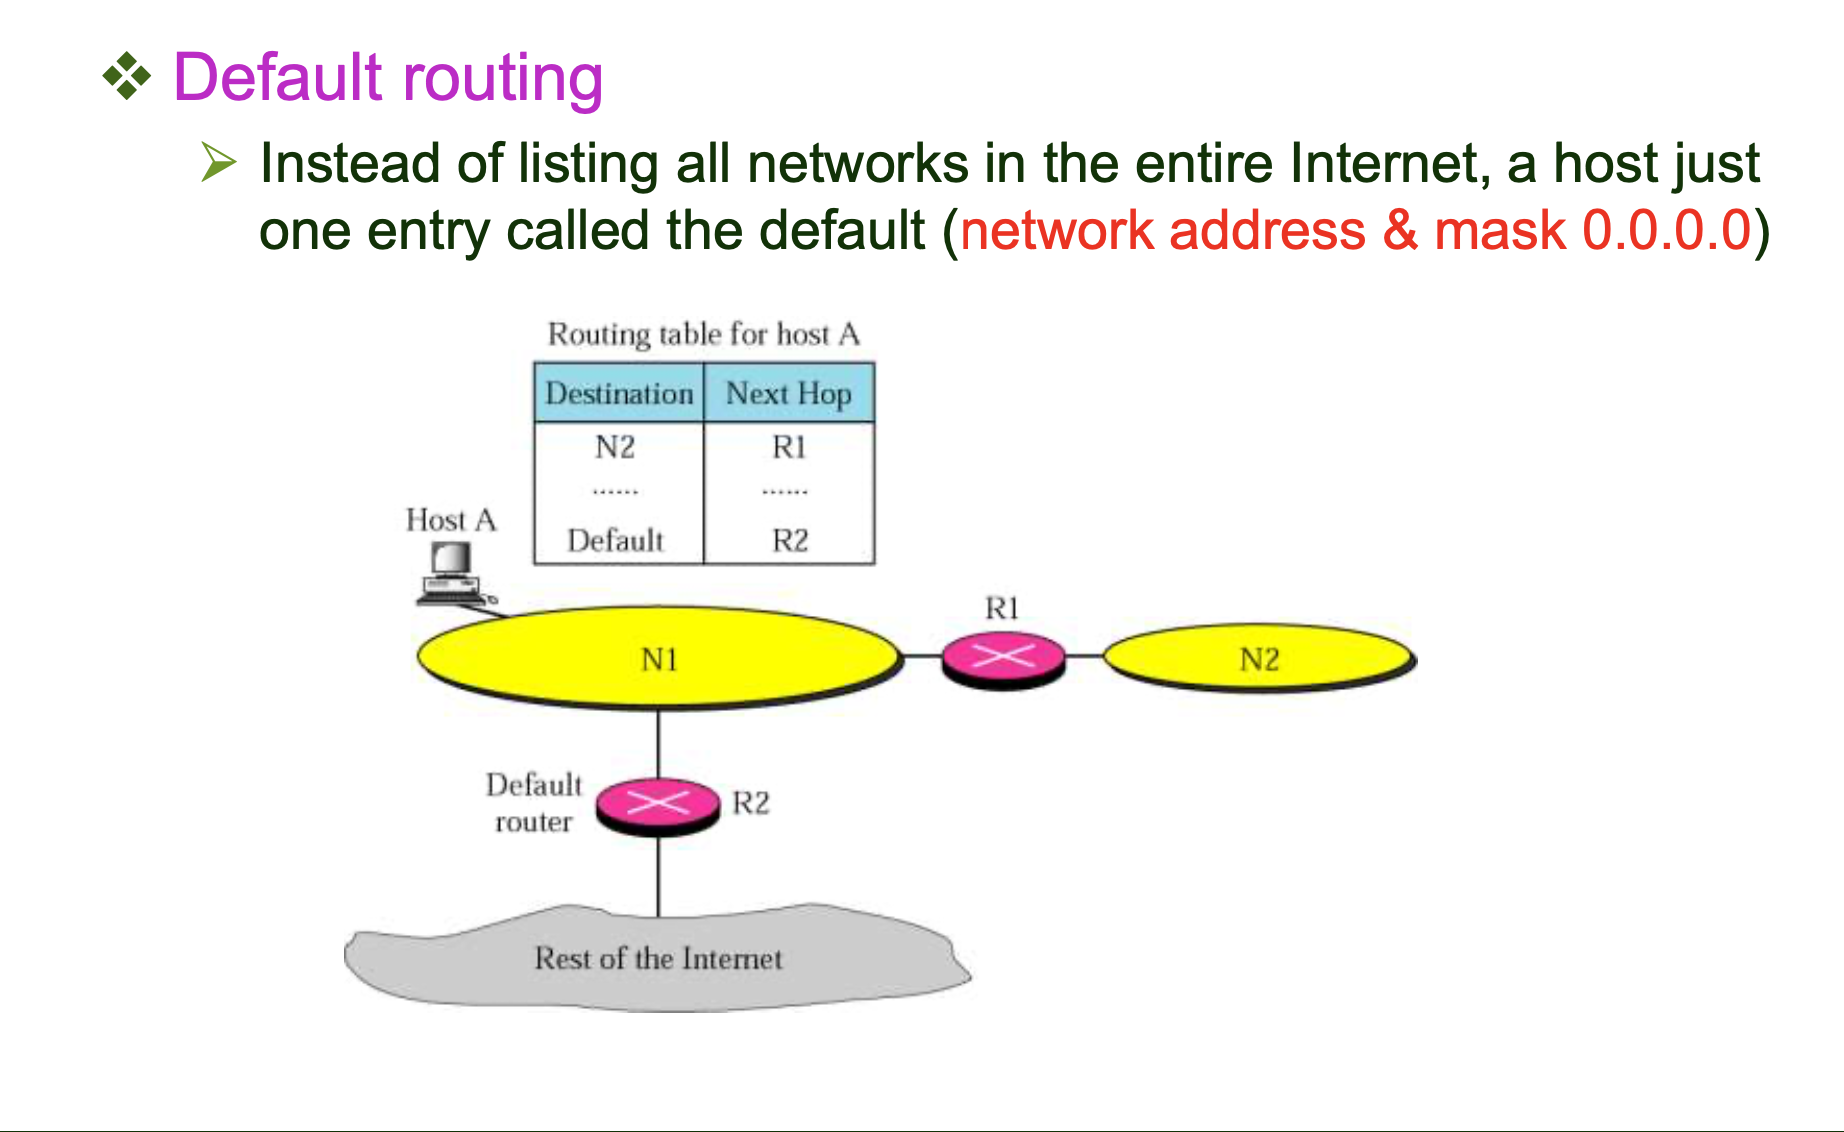 Default routing
Instead of listing all networks in the entire Internet, a host just
one entry called the default (network address & mask 0.0.0.0)
Routing table for host A
Destination Next Hop
N2 R1
...... ......
Default R2
Host A
R1
N1
N2
Default
router
R2
Rest of the Internet